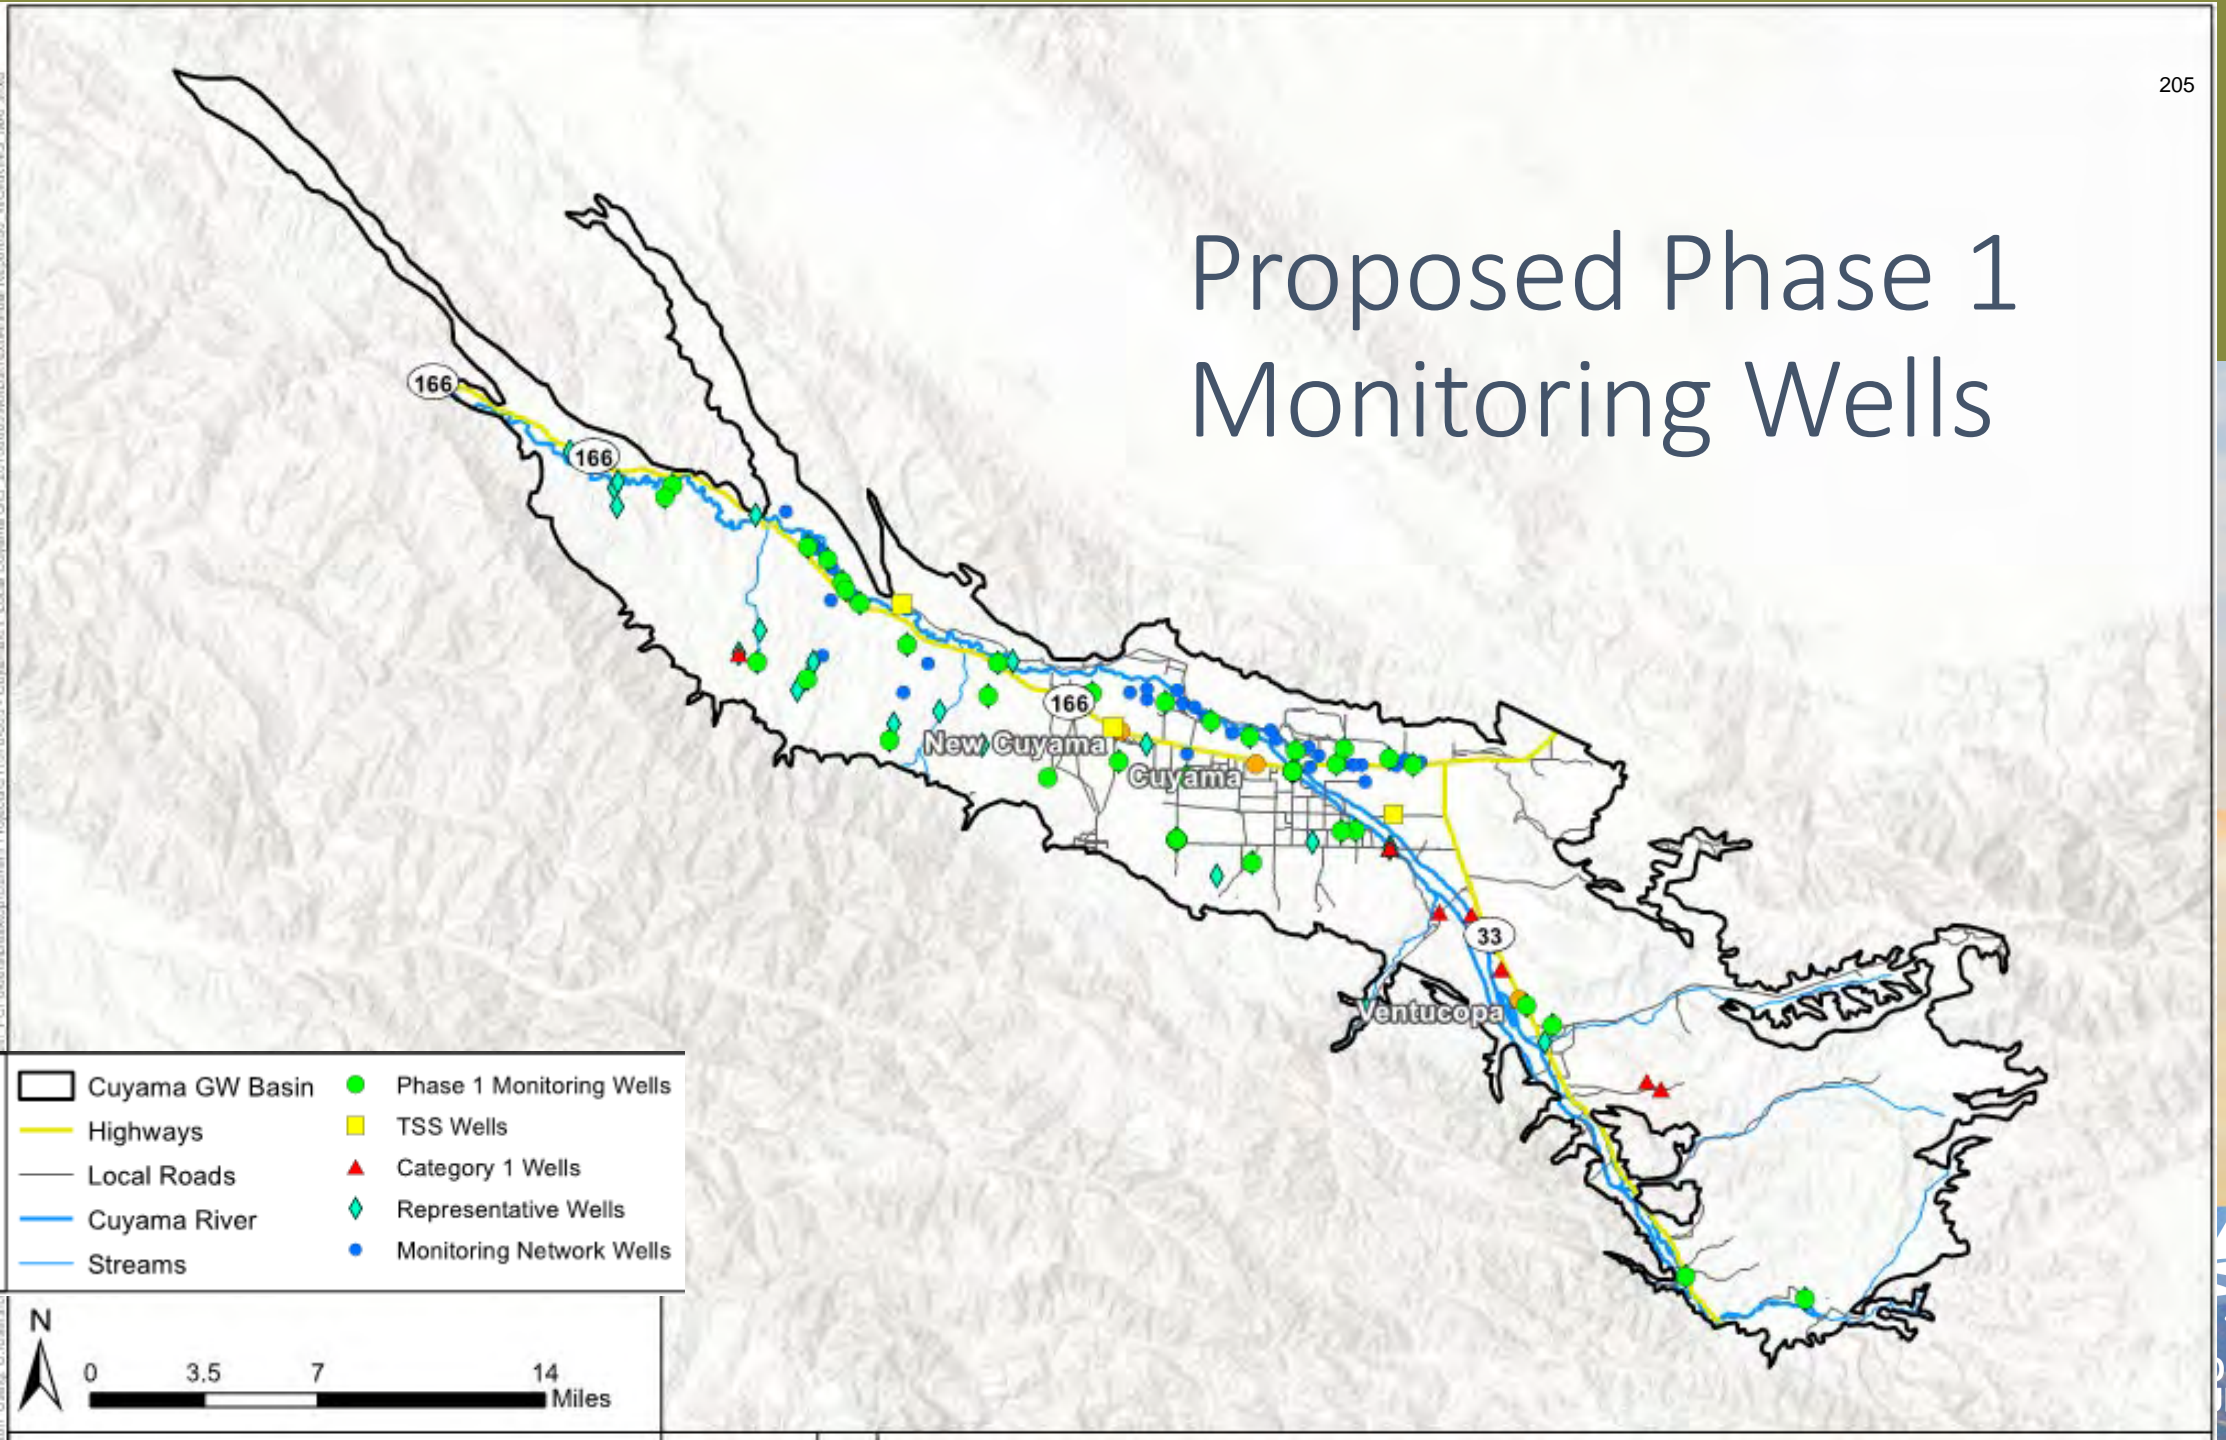 205
Proposed Phase 1
Monitoring Wells
166
166
166
New Cuyama
Cuyama
33
Ventucopa
Cuyama GW Basin
Highways
Local Roads
Cuyama River
Streams
Phase 1 Monitoring Wells
TSS Wells
Category 1 Wells
Representative Wells
Monitoring Network Wells
N
0 3.5 7 14
Miles